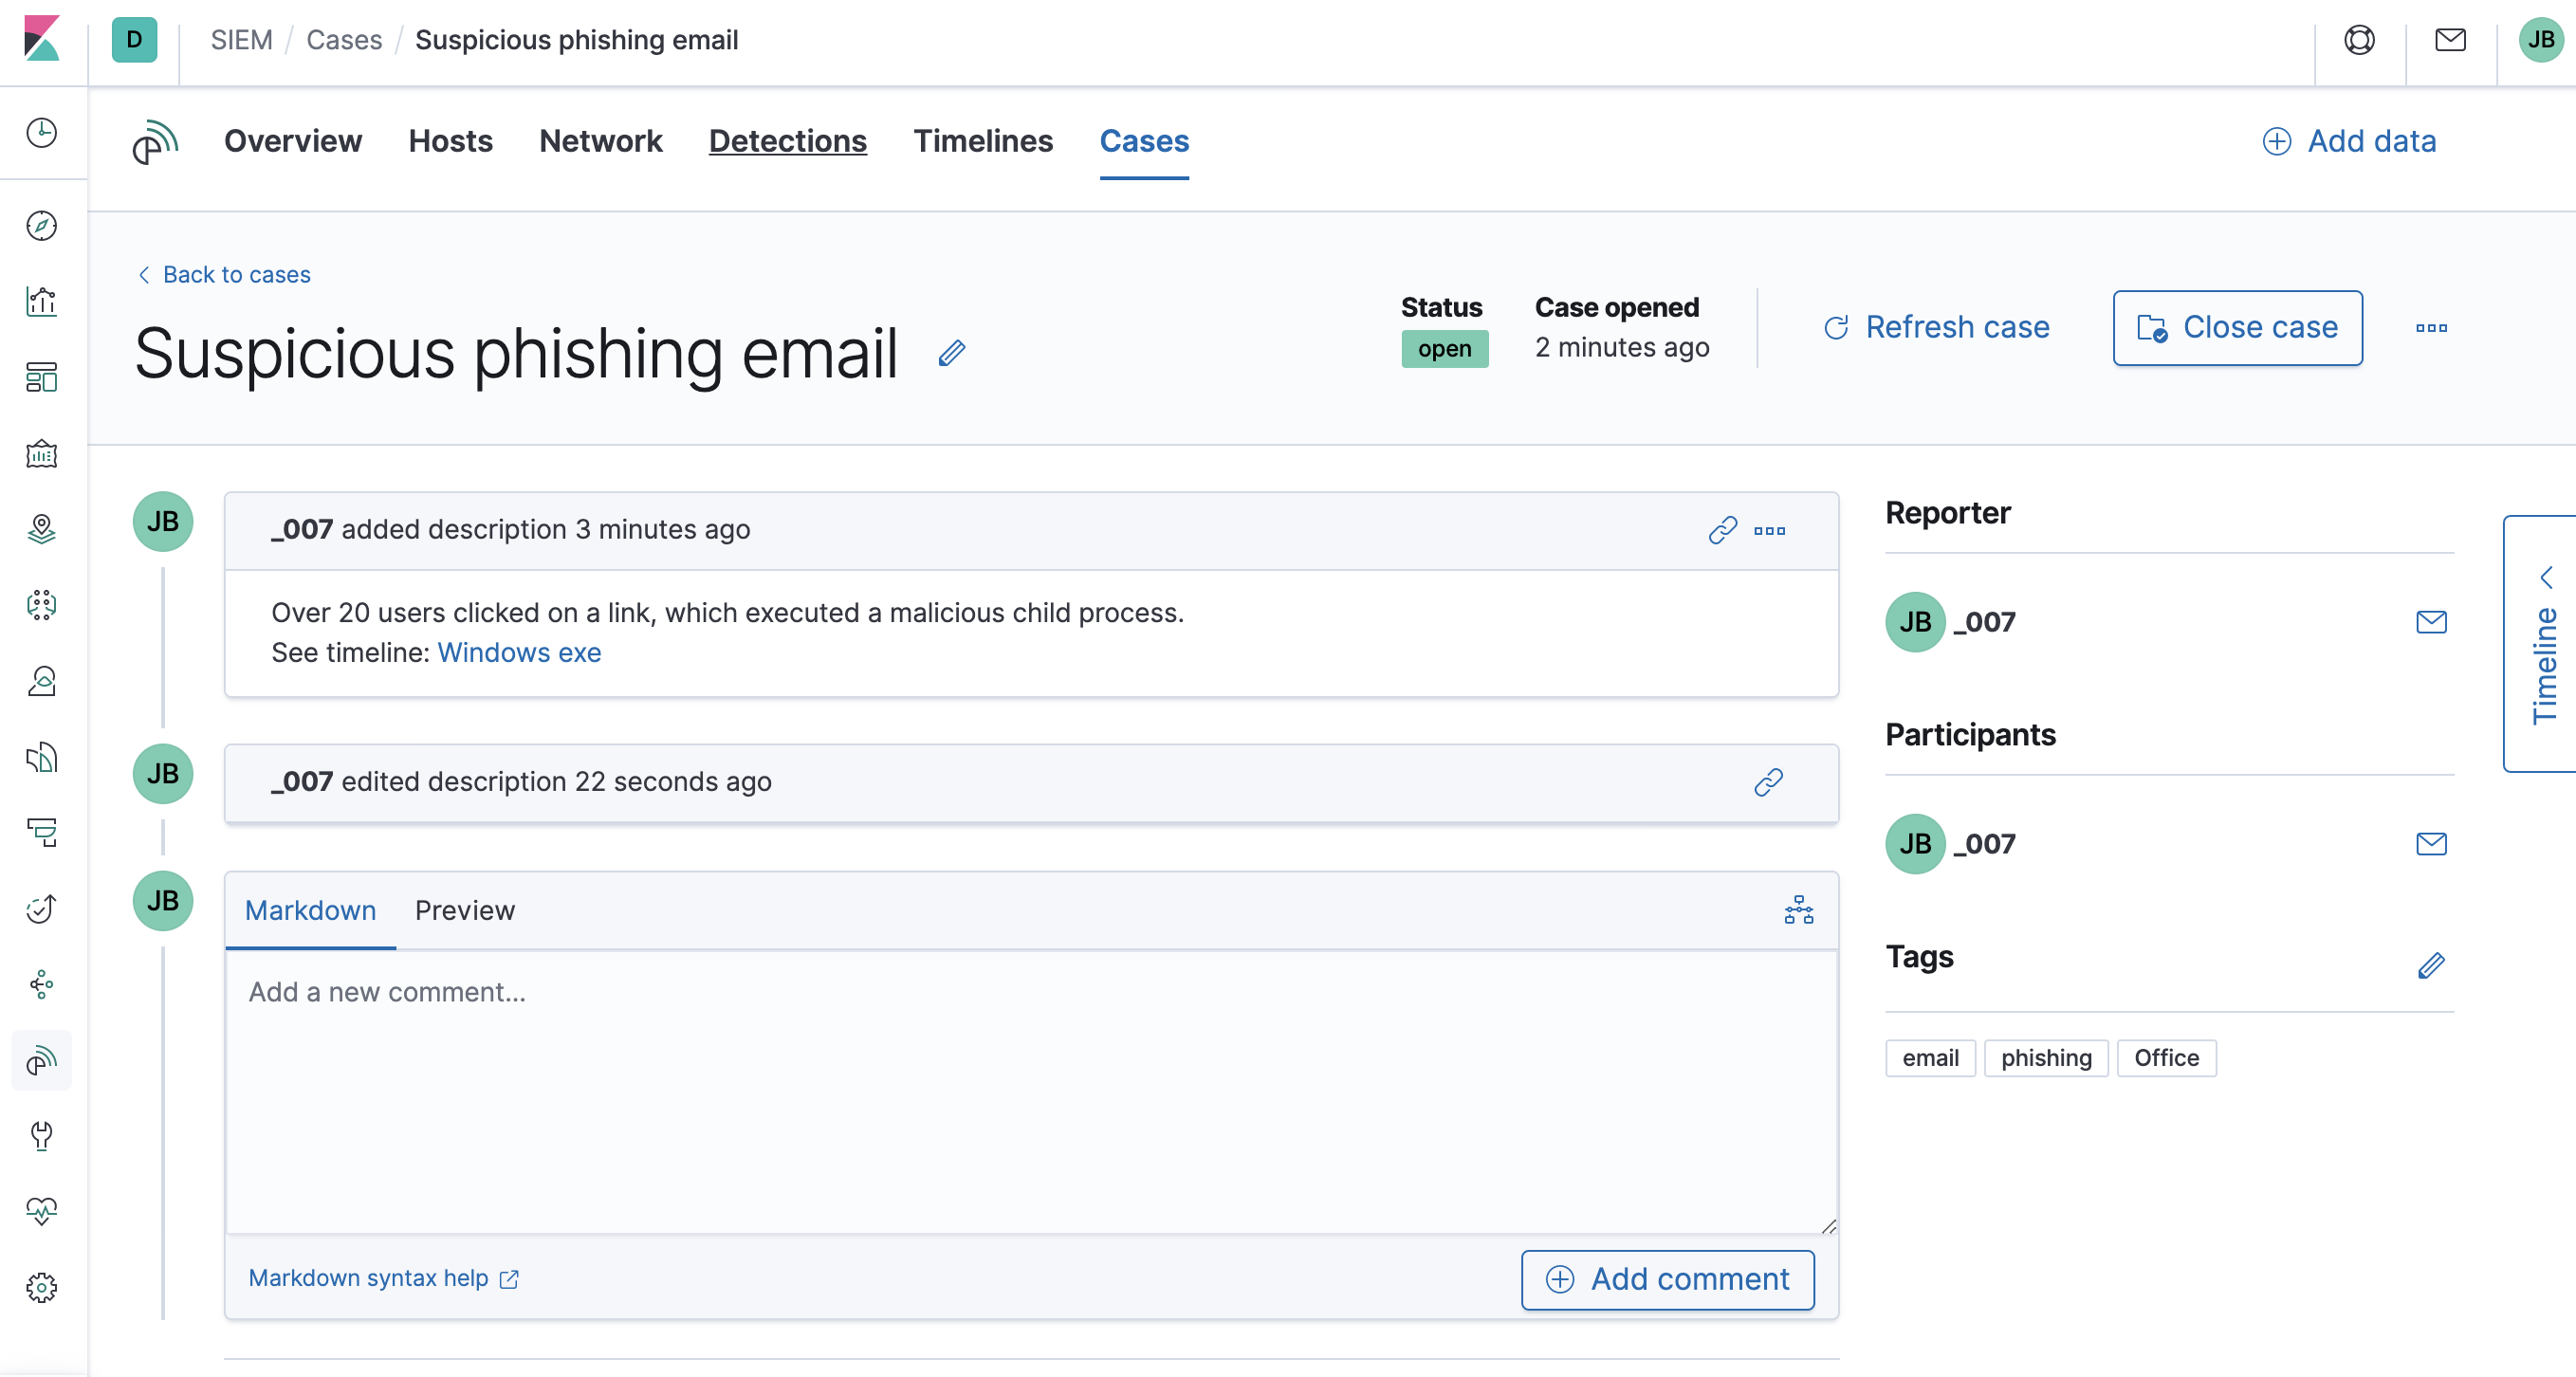 D
SIEM / Cases / Suspicious phishing email
JB
Overview Hosts Network Detections Timelines Cases
Add data
Back to cases
Suspicious phishing email
Status
open
Case opened
2 minutes ago
Refresh case
Close case
JB
_007 added description 3 minutes ago
Over 20 users clicked on a link, which executed a malicious child process.
See timeline: Windows exe
JB
_007 edited description 22 seconds ago
JB
Markdown Preview
Add a new comment...
Markdown syntax help
Add comment
Reporter
JB _007
Participants
JB _007
Tags
email phishing Office
Timeline